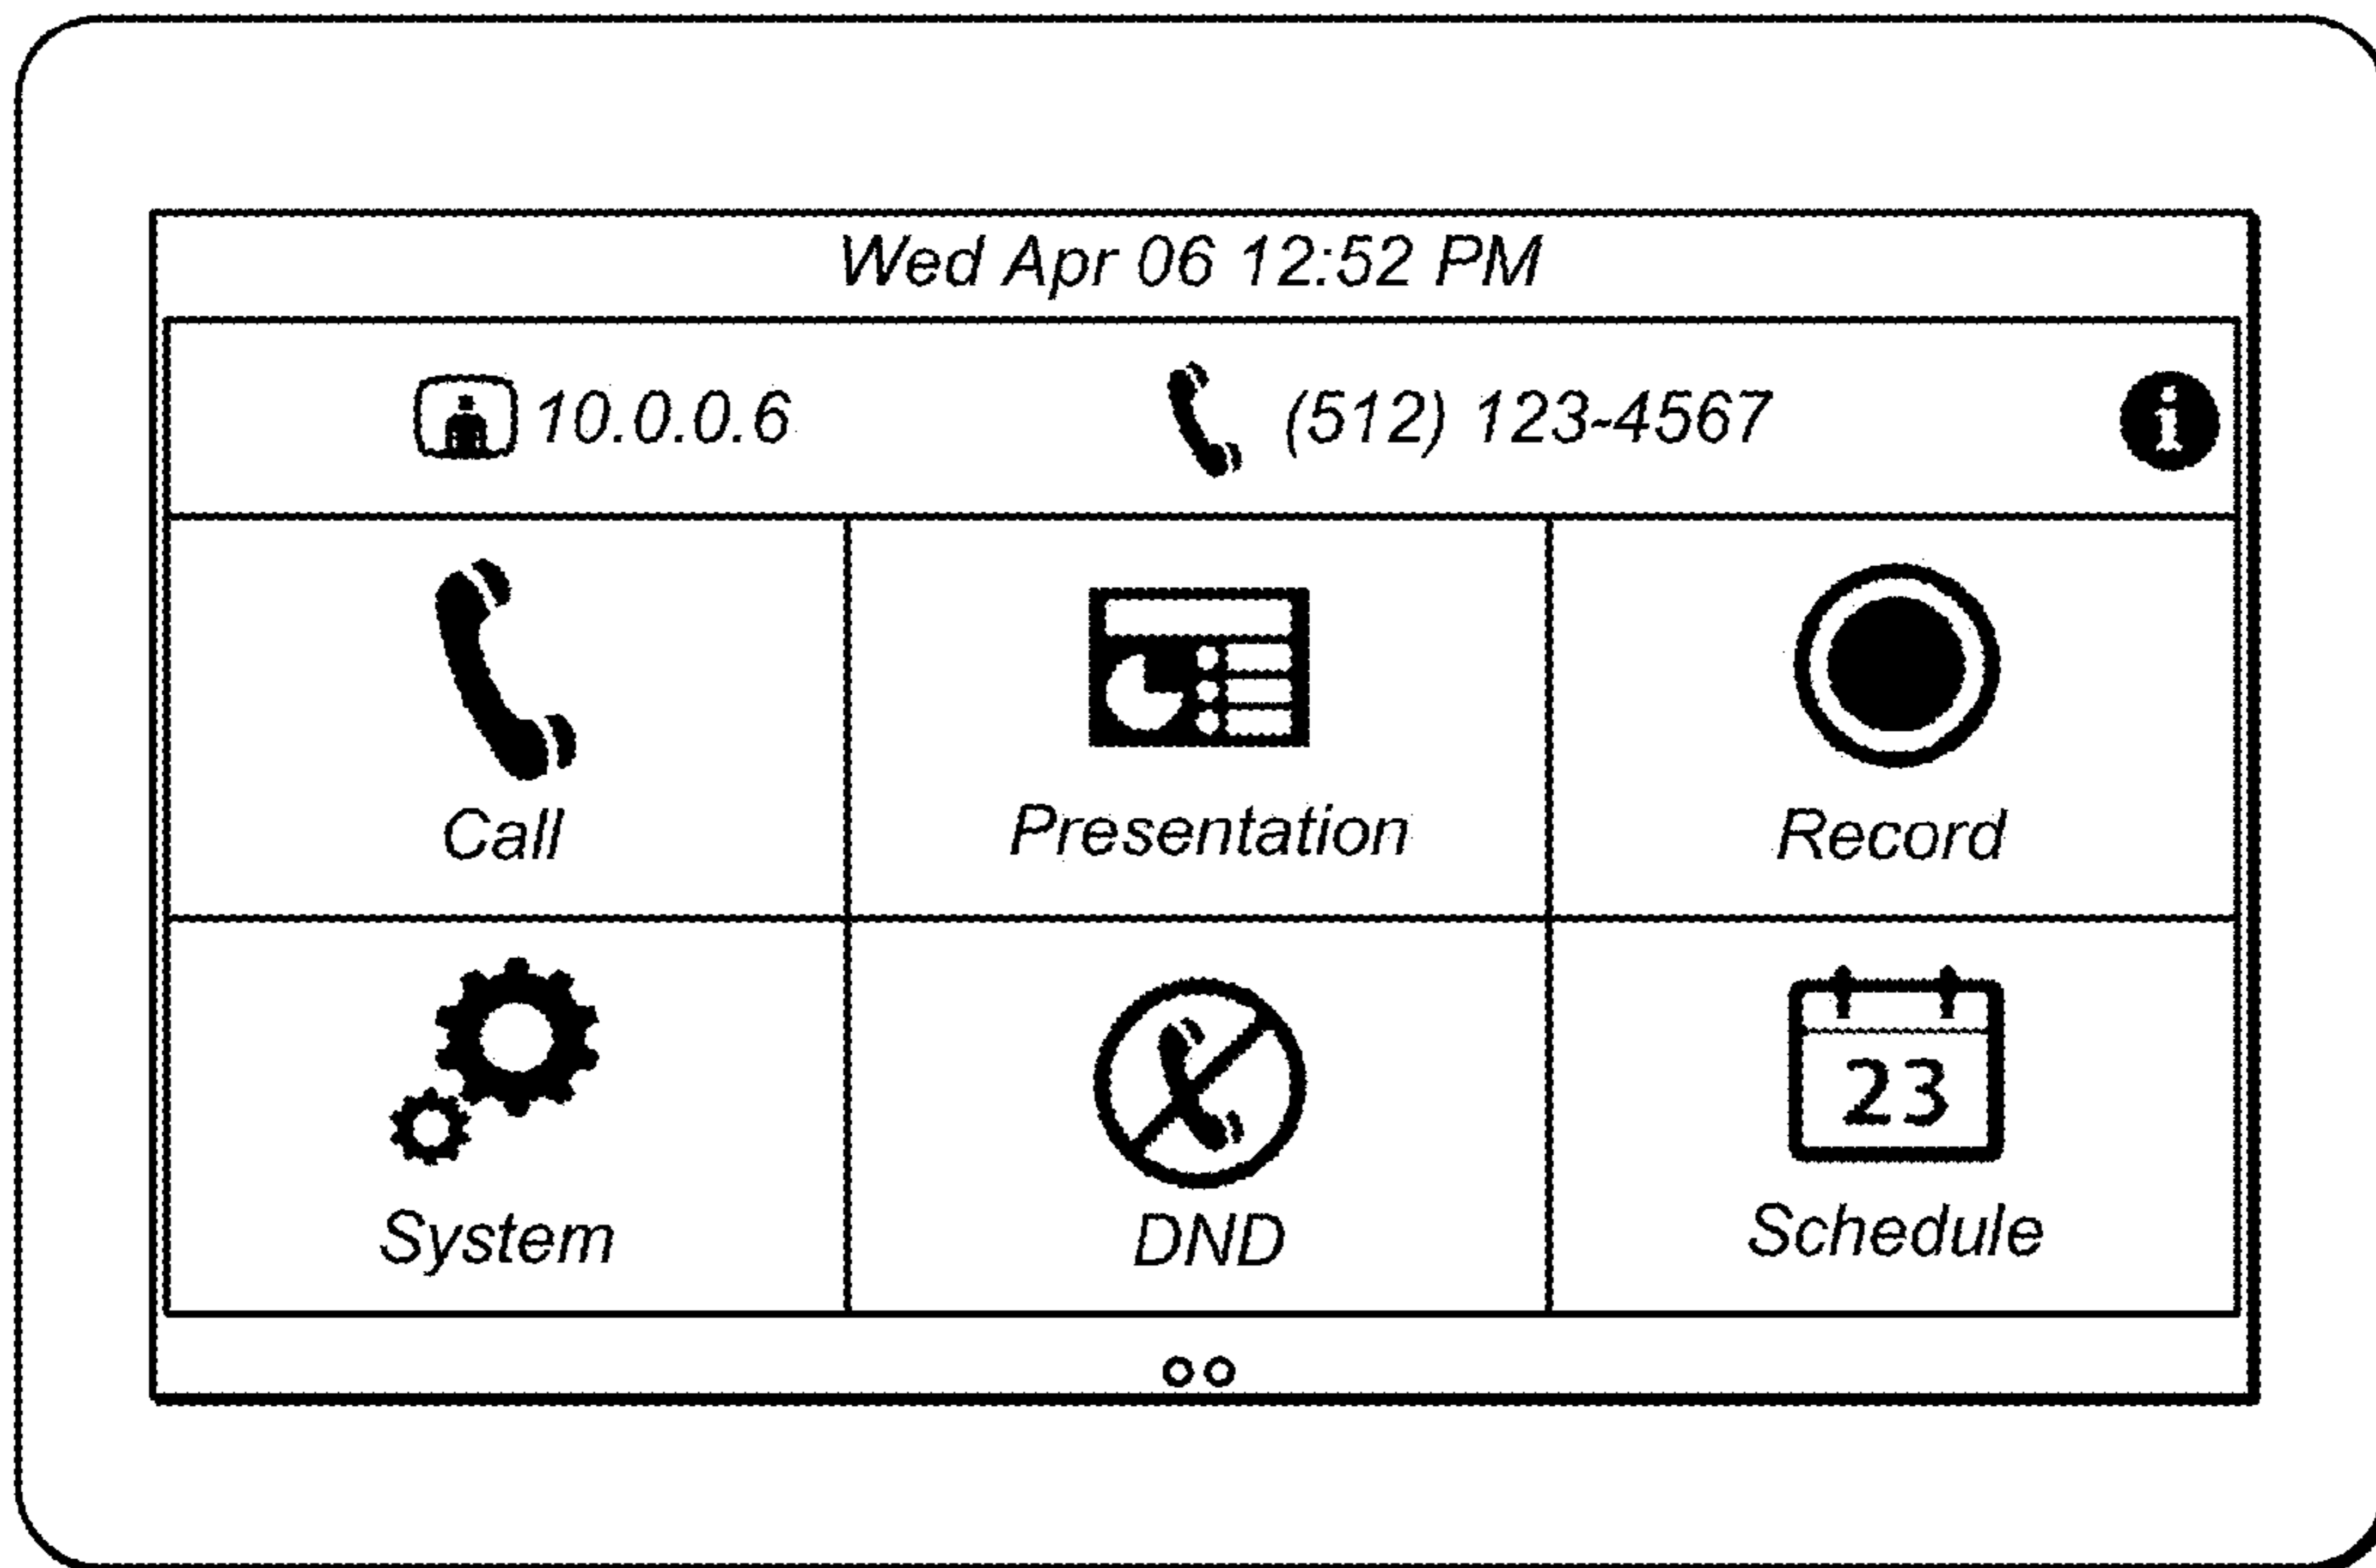 Wed Apr 06 12:52 PM
10.0.0.6 (512) 123-4567 i
Call Presentation Record
23
System DND Schedule